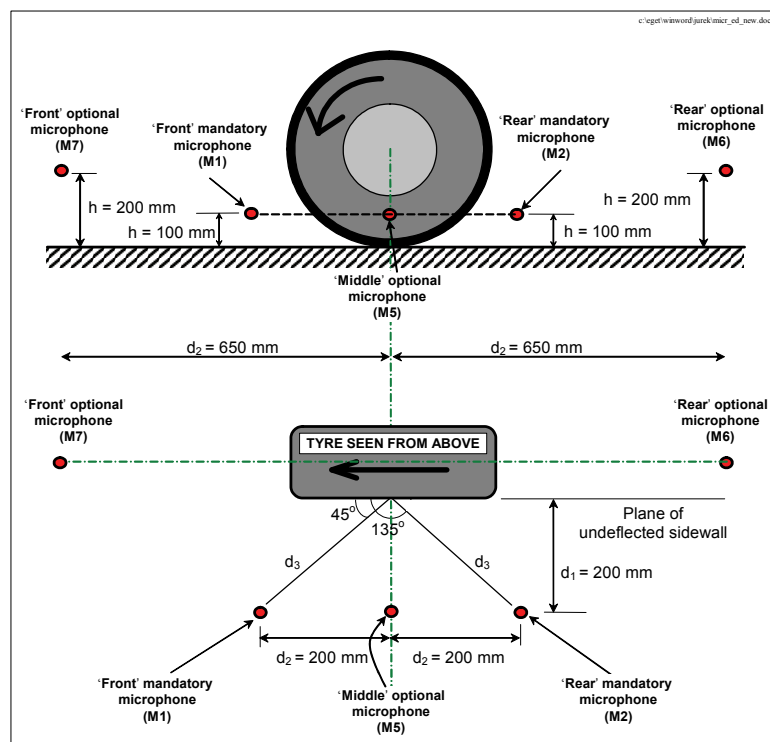 c:\eget\winword\jurek\micr_ed_new.doc
'Front' optional
microphone
(M7)
'Front' mandatory
microphone
(M1)
'Rear' mandatory
microphone
(M2)
'Rear' optional
microphone
(M6)
h = 200 mm
h = 100 mm
h = 200 mm
h = 100 mm
'Middle' optional
microphone
(M5)
d2 = 650 mm
d2 = 650 mm
'Front' optional
microphone
(M7)
'Rear' optional
microphone
(M6)
TYRE SEEN FROM ABOVE
45o
135o
Plane of
undeflected sidewall
d3
d3
d1 = 200 mm
d2 = 200 mm
d2 = 200 mm
'Front' mandatory
microphone
(M1)
'Middle' optional
microphone
(M5)
'Rear' mandatory
microphone
(M2)